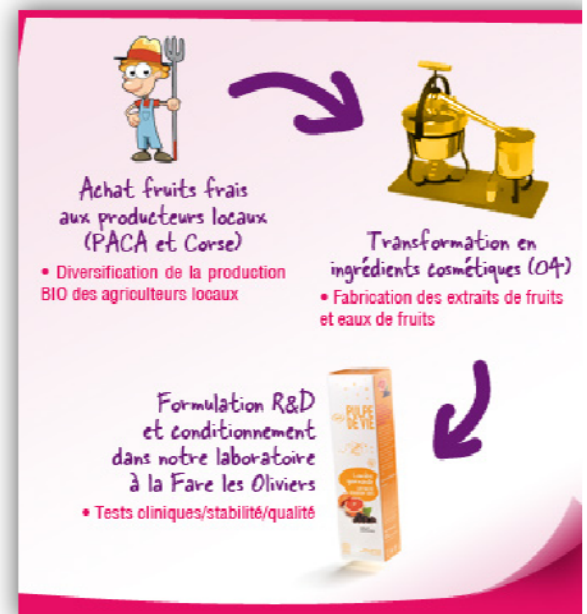 Achat fruits frais
aux producteurs locaux
(PACA et Corse)
• Diversification de la production
BIO des agriculteurs locaux
Transformation en
ingrédients cosmétiques (04)
• Fabrication des extraits de fruits
et eaux de fruits
Formulation R&D
et conditionnement
dans notre laboratoire
à la Fare les Oliviers
• Tests cliniques/stabilité/qualité
PULPE
DE VIE